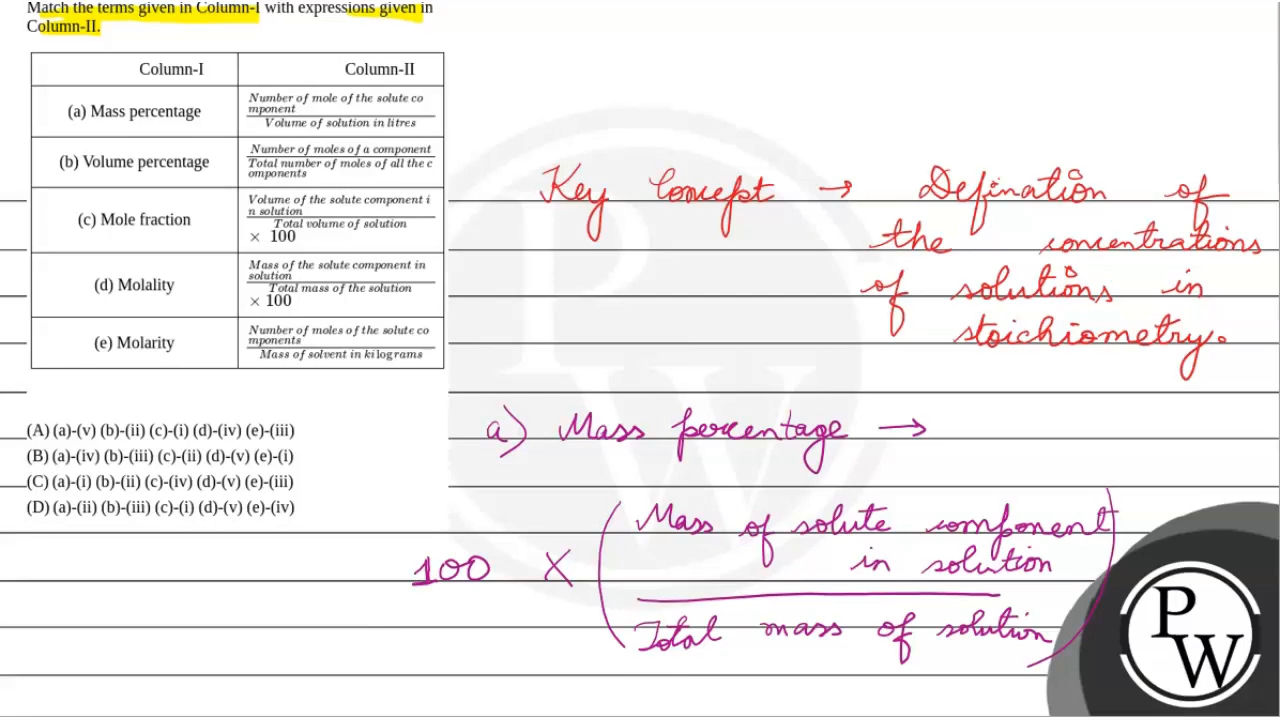 Match the terms given in Column-I with expressions given in
Column-II.
Column-I Column-II
(a) Mass percentage
Number of mole of the solute co
mponent
Volume of solution in litres
(b) Volume percentage
Number of moles of a component
Total number of moles of all the c
omponents
(c) Mole fraction
Volume of the solute component i
n solution
Total volume of solution
× 100
(d) Molality
Mass of the solute component in
solution
Total mass of the solution
× 100
(e) Molarity
Number of moles of the solute co
mponents
Mass of solvent in kilograms
(A) (a)-(v) (b)-(ii) (c)-(i) (d)-(iv) (e)-(iii)
(B) (a)-(iv) (b)-(iii) (c)-(ii) (d)-(v) (e)-(i)
(C) (a)-(i) (b)-(ii) (c)-(iv) (d)-(v) (e)-(iii)
(D) (a)-(ii) (b)-(iii) (c)-(i) (d)-(v) (e)-(iv)
Key Concept → Defination of
the concentrations
of solutions in
stoichiometry.
a) Mass percentage →
100 × (Mass of solute component
in solution
Total mass of solution)
P
W
P
W